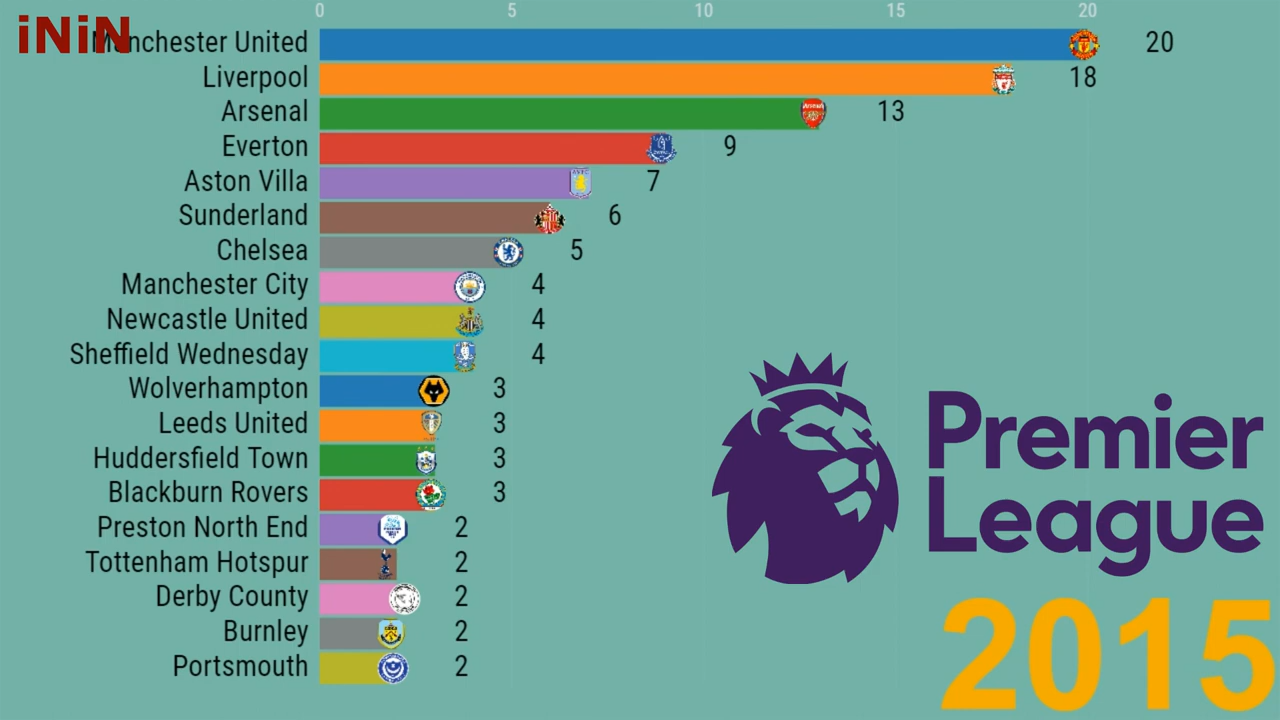 0 5 10 15 20
iNiN
Manchester United 20
Liverpool 18
Arsenal 13
Everton 9
Aston Villa 7
Sunderland 6
Chelsea 5
Manchester City 4
Newcastle United 4
Sheffield Wednesday 4
Wolverhampton 3
Leeds United 3
Huddersfield Town 3
Blackburn Rovers 3
Preston North End 2
Tottenham Hotspur 2
Derby County 2
Burnley 2
Portsmouth 2
Premier
League
2015